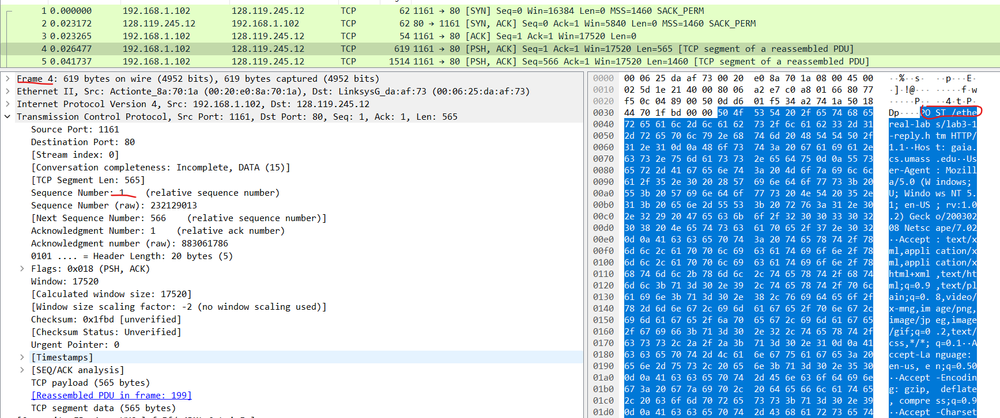 1 0.000000 192.168.1.102 128.119.245.12 TCP 62 1161 → 80 [SYN] Seq=0 Win=16384 Len=0 MSS=1460 SACK_PERM
2 0.023172 128.119.245.12 192.168.1.102 TCP 62 80 → 1161 [SYN, ACK] Seq=0 Ack=1 Win=5840 Len=0 MSS=1460 SACK_PERM
3 0.023265 192.168.1.102 128.119.245.12 TCP 54 1161 → 80 [ACK] Seq=1 Ack=1 Win=17520 Len=0
4 0.026477 192.168.1.102 128.119.245.12 TCP 619 1161 → 80 [PSH, ACK] Seq=1 Ack=1 Win=17520 Len=565 [TCP segment of a reassembled PDU]
5 0.041737 192.168.1.102 128.119.245.12 TCP 1514 1161 → 80 [PSH, ACK] Seq=566 Ack=1 Win=17520 Len=1460 [TCP segment of a reassembled PDU]
Frame 4: 619 bytes on wire (4952 bits), 619 bytes captured (4952 bits)
Ethernet II, Src: Actionte_8a:70:1a (00:20:e0:8a:70:1a), Dst: LinksysG_da:af:73 (00:06:25:da:af:73)
Internet Protocol Version 4, Src: 192.168.1.102, Dst: 128.119.245.12
Transmission Control Protocol, Src Port: 1161, Dst Port: 80, Seq: 1, Ack: 1, Len: 565
Source Port: 1161
Destination Port: 80
[Stream index: 0]
[Conversation completeness: Incomplete, DATA (15)]
[TCP Segment Len: 565]
Sequence Number: 1 (relative sequence number)
Sequence Number (raw): 232129013
[Next Sequence Number: 566 (relative sequence number)]
Acknowledgment Number: 1 (relative ack number)
Acknowledgment number (raw): 883061786
0101 .... = Header Length: 20 bytes (5)
Flags: 0x018 (PSH, ACK)
Window: 17520
[Calculated window size: 17520]
[Window size scaling factor: -2 (no window scaling used)]
Checksum: 0x1fbd [unverified]
[Checksum Status: Unverified]
Urgent Pointer: 0
[Timestamps]
[SEQ/ACK analysis]
TCP payload (565 bytes)
[Reassembled PDU in frame: 199]
TCP segment data (565 bytes)
0000 00 06 25 da af 73 00 20 e0 8a 70 1a 08 00 45 00 ··%··s·  ··p···E·
0010 02 5d 1e 21 40 00 80 06 a2 e7 c0 a8 01 66 80 77 ·]·!@··· ·····f·w
0020 f5 0c 04 89 00 50 0d d6 01 f5 34 a2 74 1a 50 18 ·····P·· ··4·t·P·
0030 44 70 1f bd 00 00 50 4f 53 54 20 2f 65 74 68 65 Dp····PO ST /ethe
0040 72 65 61 6c 2d 6c 61 62 73 2f 6c 61 62 33 2d 31 real-lab s/lab3-1
0050 2d 72 65 70 6c 79 2e 68 74 6d 20 48 54 54 50 2f -reply.h tm HTTP/
0060 31 2e 31 0d 0a 48 6f 73 74 3a 20 67 61 69 61 2e 1.1··Hos t: gaia.
0070 63 73 2e 75 6d 61 73 73 2e 65 64 75 0d 0a 55 73 cs.umass .edu··Us
0080 65 72 2d 41 67 65 6e 74 3a 20 4d 6f 7a 69 6c 6c er-Agent : Mozill
0090 61 2f 35 2e 30 20 28 57 69 6e 64 6f 77 73 3b 20 a/5.0 (W indows;
00a0 55 3b 20 57 69 6e 64 6f 77 73 20 4e 54 20 35 2e U; Windo ws NT 5.
00b0 31 3b 20 65 6e 2d 55 53 3b 20 72 76 3a 31 2e 30 1; en-US ; rv:1.0
00c0 2e 32 29 20 47 65 63 6b 6f 2f 32 30 30 33 30 32 .2) Geck o/200302
00d0 30 38 20 4e 65 74 73 63 61 70 65 2f 37 2e 30 32 08 Netsc ape/7.02
00e0 0d 0a 41 63 63 65 70 74 3a 20 74 65 78 74 2f 78 ··Accept : text/x
00f0 6d 6c 2c 61 70 70 6c 69 63 61 74 69 6f 6e 2f 78 ml,appli cation/x
0100 6d 6c 2c 61 70 70 6c 69 63 61 74 69 6f 6e 2f 78 ml,appli cation/x
0110 68 74 6d 6c 2b 78 6d 6c 2c 74 65 78 74 2f 68 74 html+xml ,text/ht
0120 6d 6c 3b 71 3d 30 2e 39 2c 74 65 78 74 2f 70 6c ml;q=0.9 ,text/pl
0130 61 69 6e 3b 71 3d 30 2e 38 2c 76 69 64 65 6f 2f ain;q=0. 8,video/
0140 78 2d 6d 6e 67 2c 69 6d 61 67 65 2f 70 6e 67 2c x-mng,im age/png,
0150 69 6d 61 67 65 2f 6a 70 65 67 2c 69 6d 61 67 65 image/jp eg,image
0160 2f 67 69 66 3b 71 3d 30 2e 32 2c 74 65 78 74 2f /gif;q=0 .2,text/
0170 63 73 73 2c 2a 2f 2a 3b 71 3d 30 2e 31 0d 0a 41 css,*/*; q=0.1··A
0180 63 63 65 70 74 2d 4c 61 6e 67 75 61 67 65 3a 20 ccept-La nguage:
0190 65 6e 2d 75 73 2c 20 65 6e 3b 71 3d 30 2e 35 30 en-us, e n;q=0.50
01a0 0d 0a 41 63 63 65 70 74 2d 45 6e 63 6f 64 69 6e ··Accept -Encodin
01b0 67 3a 20 67 7a 69 70 2c 20 64 65 66 6c 61 74 65 g: gzip, deflate
01c0 2c 20 63 6f 6d 70 72 65 73 73 3b 71 3d 30 2e 39 , compre ss;q=0.9
01d0 0d 0a 41 63 63 65 70 74 2d 43 68 61 72 73 65 74 ··Accept -Charset